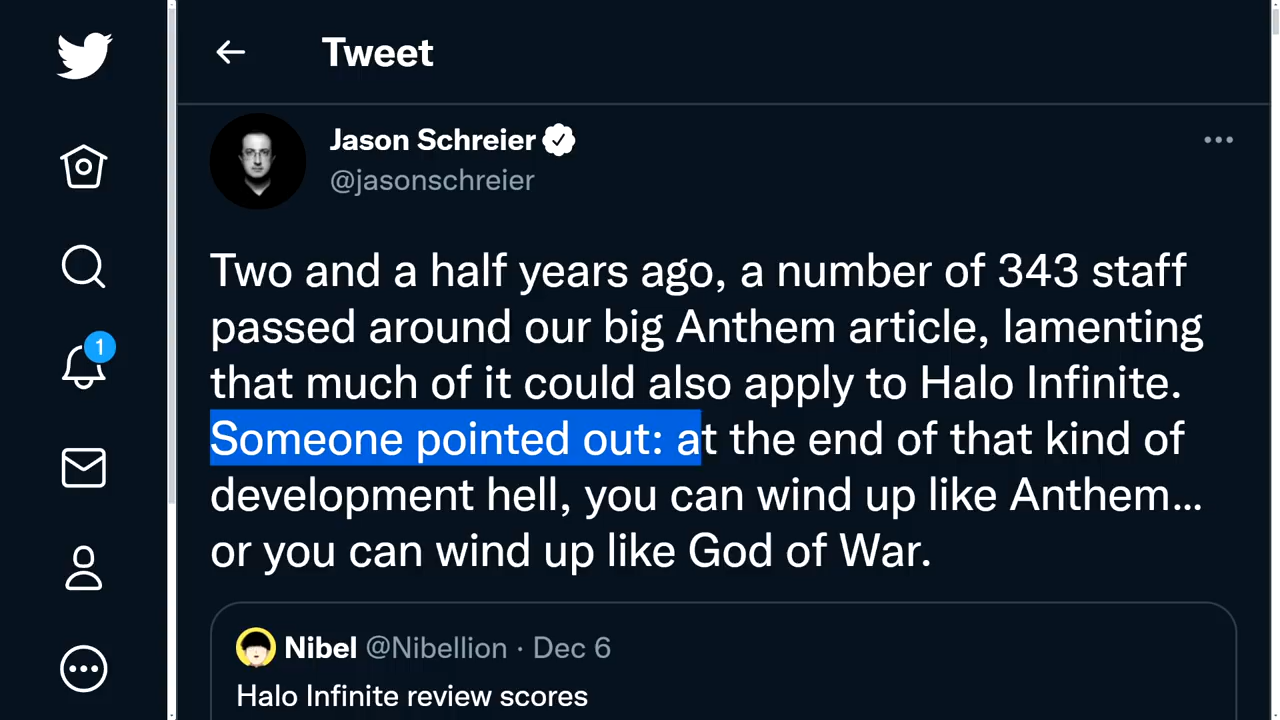 Tweet
Jason Schreier
@jasonschreier
Two and a half years ago, a number of 343 staff
passed around our big Anthem article, lamenting
that much of it could also apply to Halo Infinite.
Someone pointed out: at the end of that kind of
development hell, you can wind up like Anthem...
or you can wind up like God of War.
1
Nibel @Nibellion · Dec 6
Halo Infinite review scores